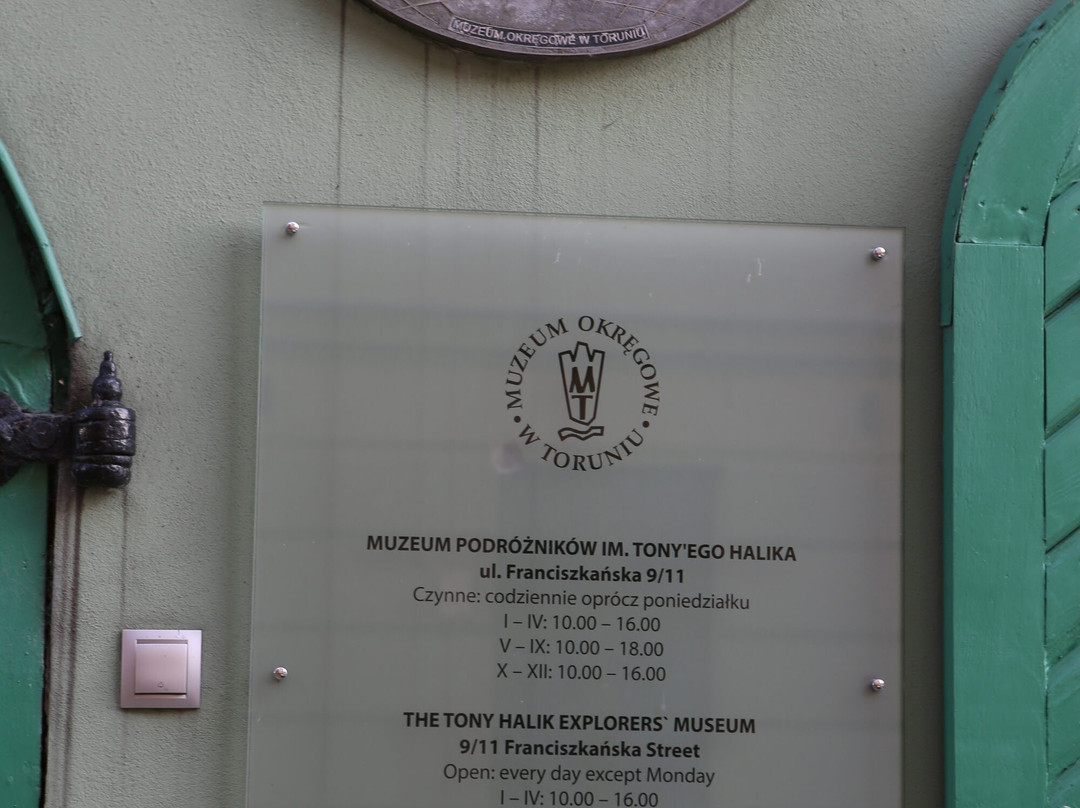 MUZEUM OKRĘGOWE W TORUNIU
MUZEUM OKRĘGOWE
• W TORUNIU •
MT
MUZEUM PODRÓŻNIKÓW IM. TONY'EGO HALIKA
ul. Franciszkańska 9/11
Czynne: codziennie oprócz poniedziałku
I – IV: 10.00 – 16.00
V – IX: 10.00 – 18.00
X – XII: 10.00 – 16.00
THE TONY HALIK EXPLORERS` MUSEUM
9/11 Franciszkańska Street
Open: every day except Monday
I – IV: 10.00 – 16.00